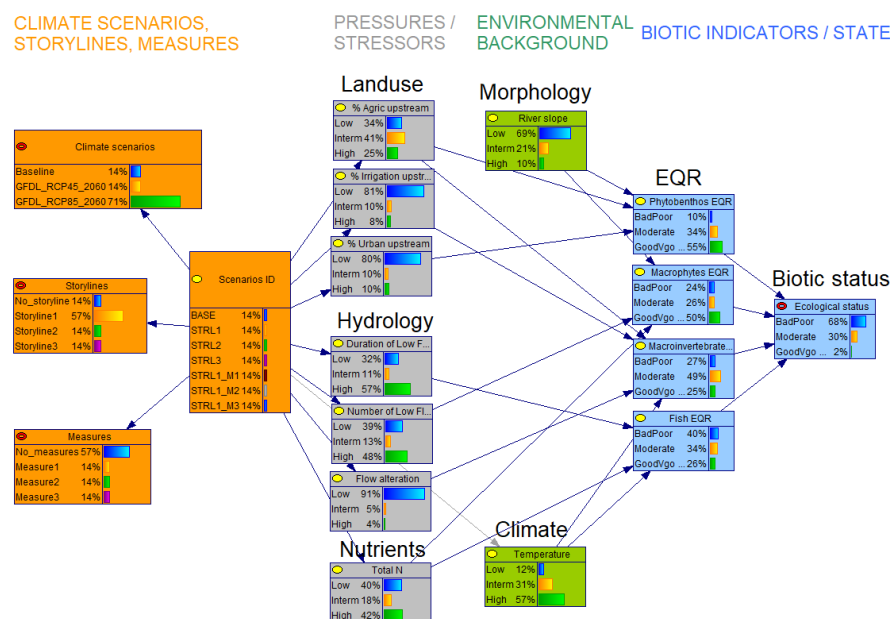 CLIMATE SCENARIOS,
STORYLINES, MEASURES
PRESSURES /
STRESSORS
ENVIRONMENTAL
BACKGROUND
BIOTIC INDICATORS / STATE
Climate scenarios
Baseline 14%
GFDL_RCP45_2060 14%
GFDL_RCP85_2060 71%
Storylines
No_storyline 14%
Storyline1 57%
Storyline2 14%
Storyline3 14%
Measures
No_measures 57%
Measure1 14%
Measure2 14%
Measure3 14%
Scenarios ID
BASE 14%
STRL1 14%
STRL2 14%
STRL3 14%
STRL1_M1 14%
STRL1_M2 14%
STRL1_M3 14%
Landuse
% Agric upstream
Low 34%
Interm 41%
High 25%
% Irrigation upstr...
Low 81%
Interm 10%
High 8%
% Urban upstream
Low 80%
Interm 10%
High 10%
Hydrology
Duration of Low F...
Low 32%
Interm 11%
High 57%
Number of Low Fl...
Low 39%
Interm 13%
High 48%
Flow alteration
Low 91%
Interm 5%
High 4%
Nutrients
Total N
Low 40%
Interm 18%
High 42%
Morphology
River slope
Low 69%
Interm 21%
High 10%
Climate
Temperature
Low 12%
Interm 31%
High 57%
EQR
Phytobenthos EQR
BadPoor 10%
Moderate 34%
GoodVgo ... 55%
Macrophytes EQR
BadPoor 24%
Moderate 26%
GoodVgo ... 50%
Macroinvertebrate...
BadPoor 27%
Moderate 49%
GoodVgo ... 25%
Fish EQR
BadPoor 40%
Moderate 34%
GoodVgo ... 26%
Biotic status
Ecological status
BadPoor 68%
Moderate 30%
GoodVgo ... 2%